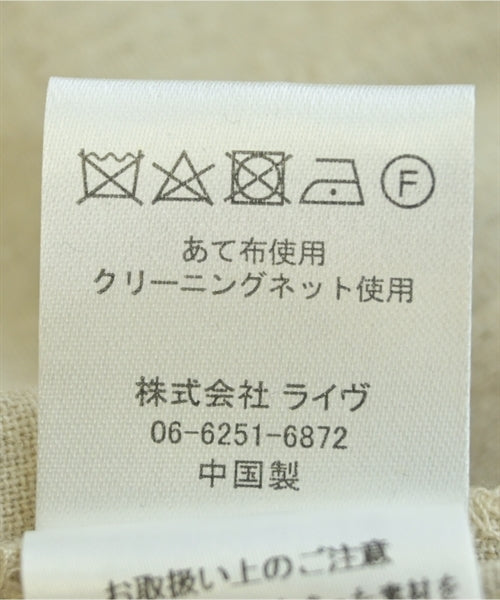 F
あて布使用
クリーニングネット使用
株式会社 ライヴ
06-6251-6872
中国製
お取扱い上のご注意